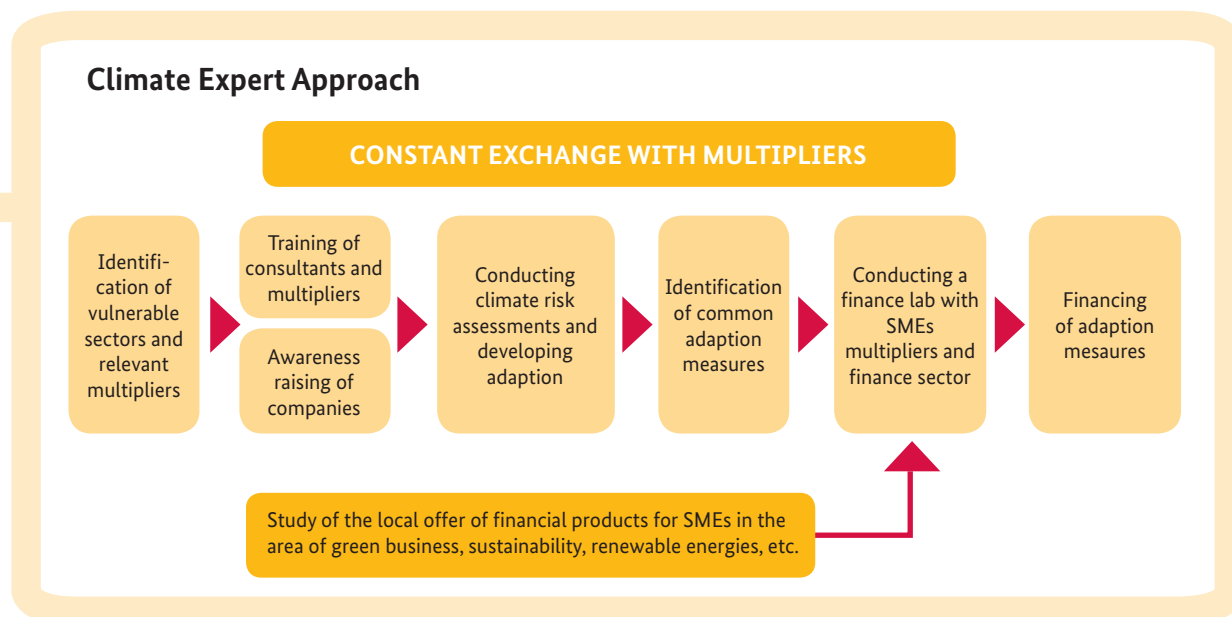 Climate Expert Approach
CONSTANT EXCHANGE WITH MULTIPLIERS
Identifi-
cation of
vulnerable
sectors and
relevant
multipliers
Training of
consultants and
multipliers
Awareness
raising of
companies
Conducting
climate risk
assessments and
developing
adaption
Identification
of common
adaption
measures
Conducting a
finance lab with
SMEs
multipliers and
finance sector
Financing
of adaption
mesaures
Study of the local offer of financial products for SMEs in the
area of green business, sustainability, renewable energies, etc.